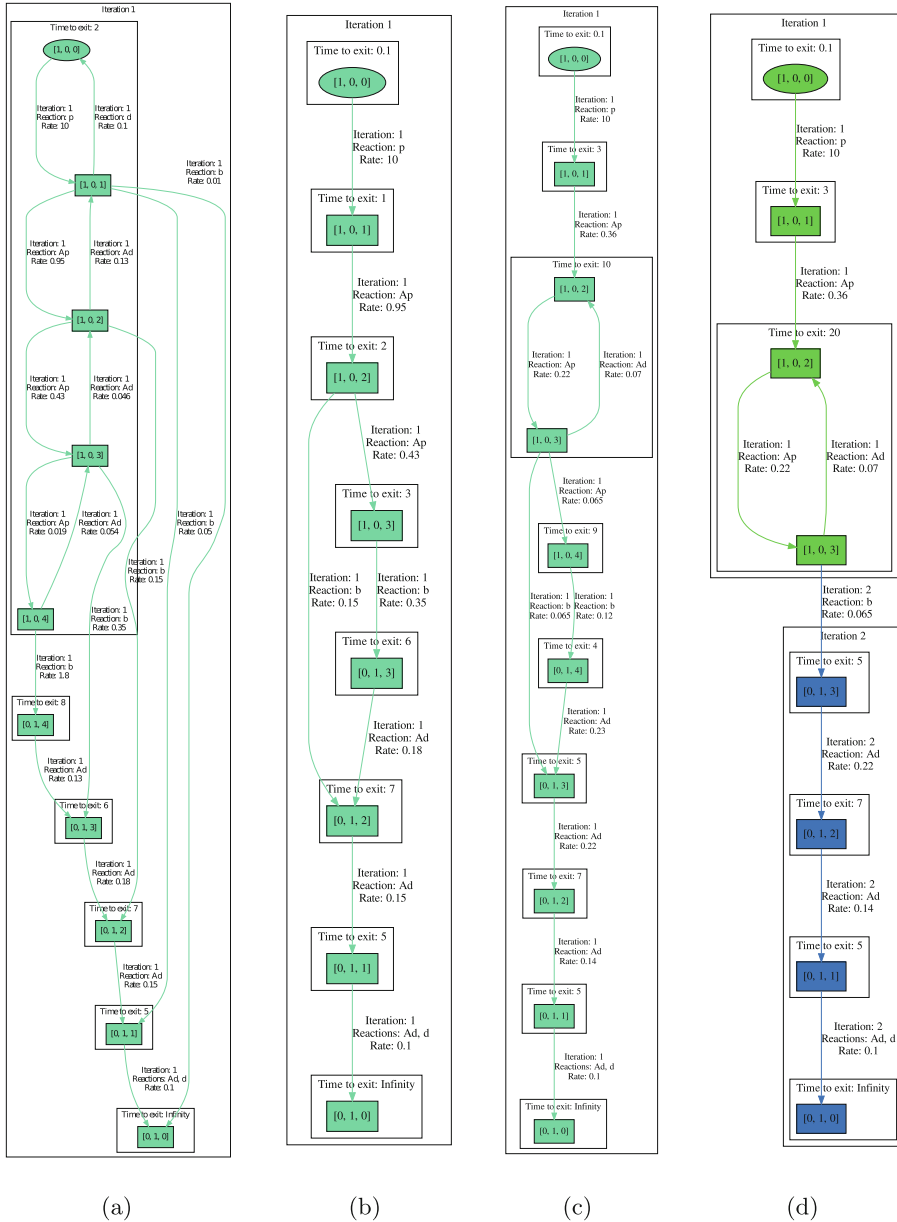 Iteration 1
Time to exit: 2
[1, 0, 0]
Iteration: 1
Reaction: p
Rate: 10
Iteration: 1
Reaction: d
Rate: 0.1
Iteration: 1
Reaction: b
Rate: 0.01
[1, 0, 1]
Iteration: 1
Reaction: Ap
Rate: 0.95
Iteration: 1
Reaction: Ad
Rate: 0.13
[1, 0, 2]
Iteration: 1
Reaction: Ap
Rate: 0.43
Iteration: 1
Reaction: Ad
Rate: 0.046
[1, 0, 3]
Iteration: 1
Reaction: Ap
Rate: 0.019
Iteration: 1
Reaction: Ad
Rate: 0.054
Iteration: 1
Reaction: b
Rate: 0.05
Iteration: 1
Reaction: b
Rate: 0.15
Iteration: 1
Reaction: b
Rate: 0.35
[1, 0, 4]
Iteration: 1
Reaction: b
Rate: 1.8
Time to exit: 8
[0, 1, 4]
Iteration: 1
Reaction: Ad
Rate: 0.13
Time to exit: 6
[0, 1, 3]
Iteration: 1
Reaction: Ad
Rate: 0.18
Time to exit: 7
[0, 1, 2]
Iteration: 1
Reaction: Ad
Rate: 0.15
Time to exit: 5
[0, 1, 1]
Iteration: 1
Reactions: Ad, d
Rate: 0.1
Time to exit: Infinity
[0, 1, 0]
(a)
Iteration 1
Time to exit: 0.1
[1, 0, 0]
Iteration: 1
Reaction: p
Rate: 10
Time to exit: 1
[1, 0, 1]
Iteration: 1
Reaction: Ap
Rate: 0.95
Time to exit: 2
[1, 0, 2]
Iteration: 1
Reaction: Ap
Rate: 0.43
Time to exit: 3
[1, 0, 3]
Iteration: 1
Reaction: b
Rate: 0.15
Iteration: 1
Reaction: b
Rate: 0.35
Time to exit: 6
[0, 1, 3]
Iteration: 1
Reaction: Ad
Rate: 0.18
Time to exit: 7
[0, 1, 2]
Iteration: 1
Reaction: Ad
Rate: 0.15
Time to exit: 5
[0, 1, 1]
Iteration: 1
Reactions: Ad, d
Rate: 0.1
Time to exit: Infinity
[0, 1, 0]
(b)
Iteration 1
Time to exit: 0.1
[1, 0, 0]
Iteration: 1
Reaction: p
Rate: 10
Time to exit: 3
[1, 0, 1]
Iteration: 1
Reaction: Ap
Rate: 0.36
Time to exit: 10
[1, 0, 2]
Iteration: 1
Reaction: Ap
Rate: 0.22
Iteration: 1
Reaction: Ad
Rate: 0.07
[1, 0, 3]
Iteration: 1
Reaction: Ap
Rate: 0.065
Time to exit: 9
[1, 0, 4]
Iteration: 1
Reaction: b
Rate: 0.065
Iteration: 1
Reaction: b
Rate: 0.12
Time to exit: 4
[0, 1, 4]
Iteration: 1
Reaction: Ad
Rate: 0.23
Time to exit: 5
[0, 1, 3]
Iteration: 1
Reaction: Ad
Rate: 0.22
Time to exit: 7
[0, 1, 2]
Iteration: 1
Reaction: Ad
Rate: 0.14
Time to exit: 5
[0, 1, 1]
Iteration: 1
Reactions: Ad, d
Rate: 0.1
Time to exit: Infinity
[0, 1, 0]
(c)
Iteration 1
Time to exit: 0.1
[1, 0, 0]
Iteration: 1
Reaction: p
Rate: 10
Time to exit: 3
[1, 0, 1]
Iteration: 1
Reaction: Ap
Rate: 0.36
Time to exit: 20
[1, 0, 2]
Iteration: 1
Reaction: Ap
Rate: 0.22
Iteration: 1
Reaction: Ad
Rate: 0.07
[1, 0, 3]
Iteration: 2
Reaction: b
Rate: 0.065
Iteration 2
Time to exit: 5
[0, 1, 3]
Iteration: 2
Reaction: Ad
Rate: 0.22
Time to exit: 7
[0, 1, 2]
Iteration: 2
Reaction: Ad
Rate: 0.14
Time to exit: 5
[0, 1, 1]
Iteration: 2
Reactions: Ad, d
Rate: 0.1
Time to exit: Infinity
[0, 1, 0]
(d)